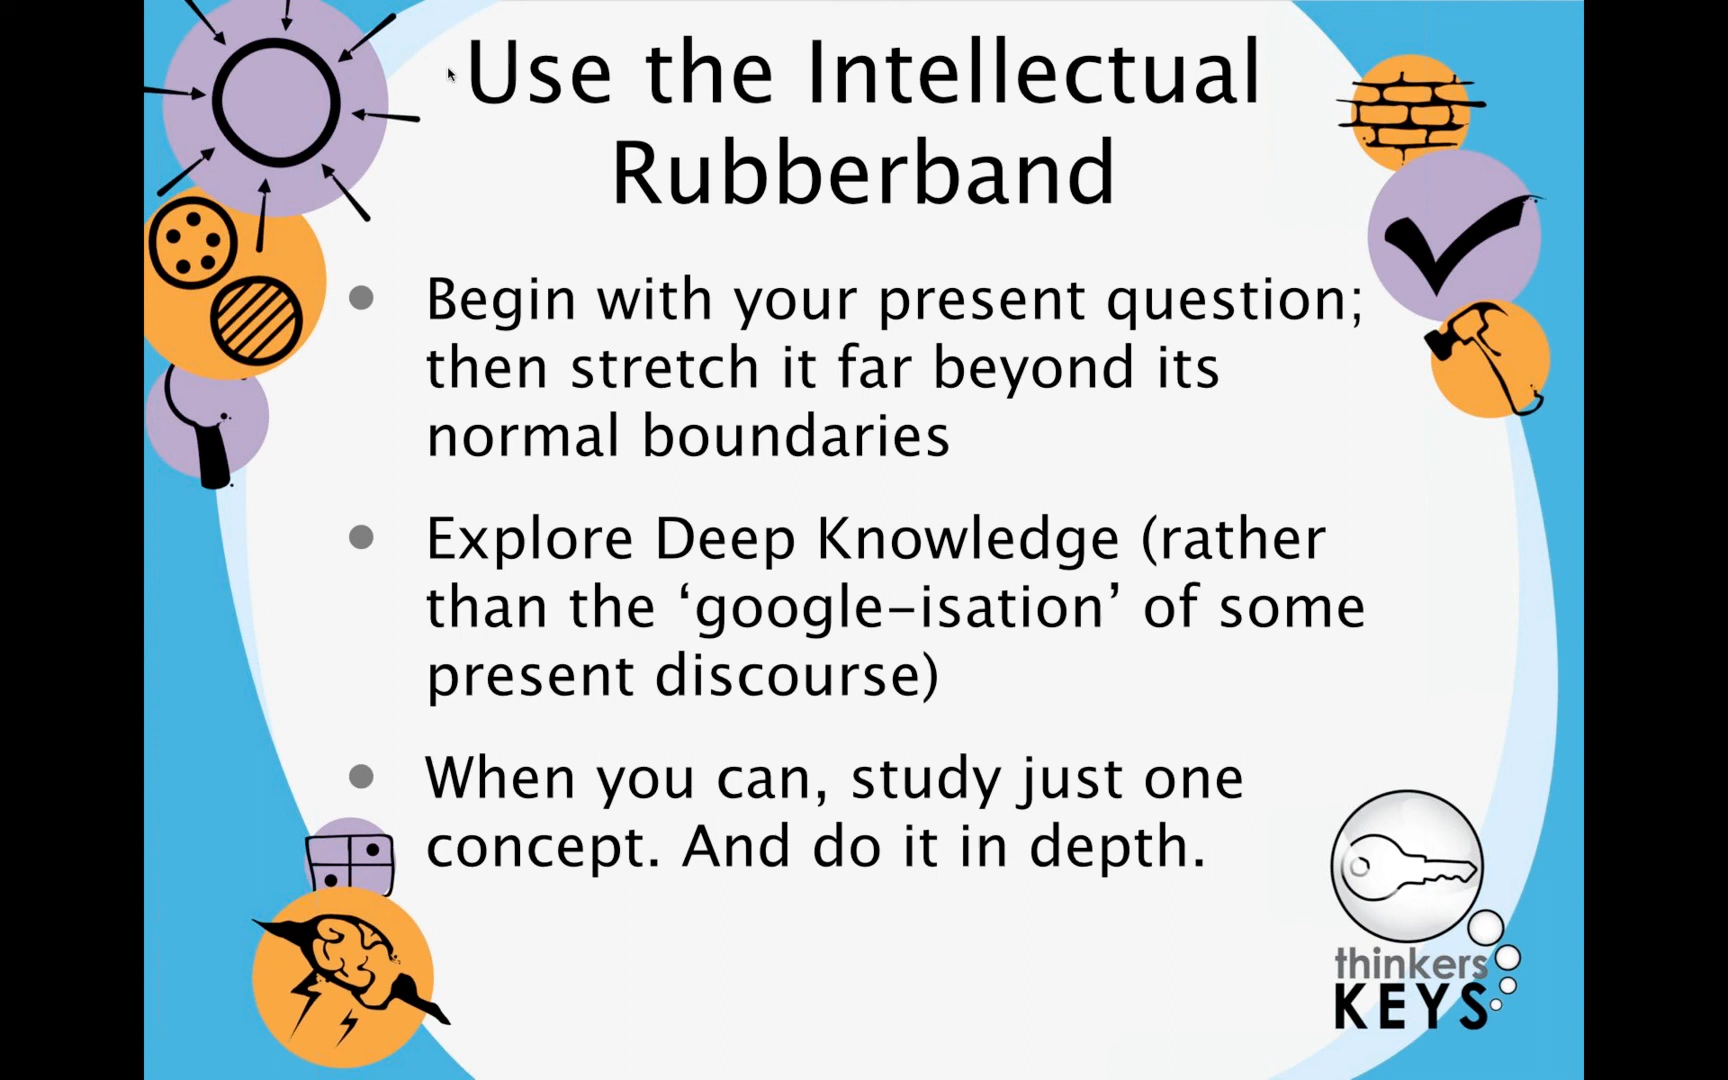 Use the Intellectual
Rubberband
Begin with your present question;
then stretch it far beyond its
normal boundaries
Explore Deep Knowledge (rather
than the ‘google-isation’ of some
present discourse)
When you can, study just one
concept. And do it in depth.
thinkers
KEYS